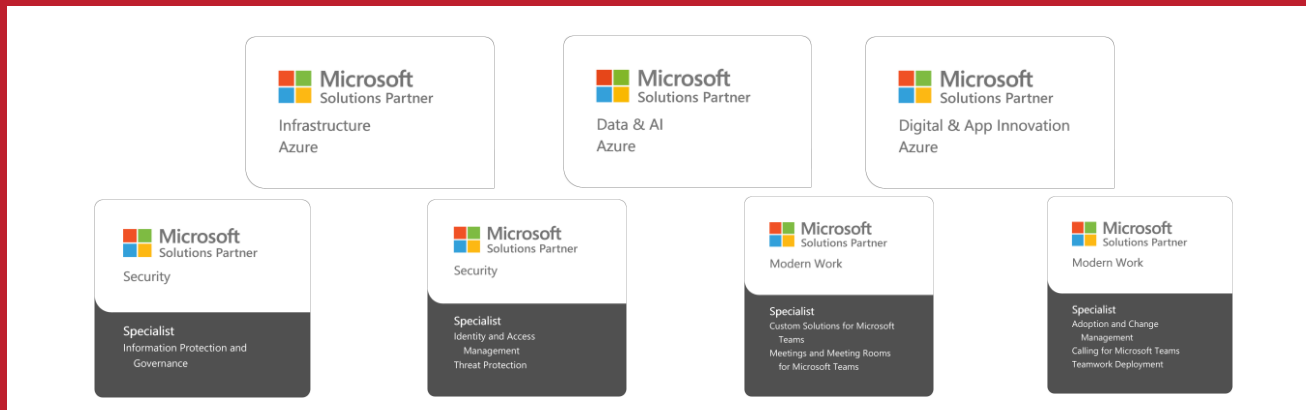 Microsoft
Solutions Partner
Infrastructure
Azure
Microsoft
Solutions Partner
Data & AI
Azure
Microsoft
Solutions Partner
Digital & App Innovation
Azure
Microsoft
Solutions Partner
Security
Specialist
Information Protection and
Governance
Microsoft
Solutions Partner
Security
Specialist
Identity and Access
Management
Threat Protection
Microsoft
Solutions Partner
Modern Work
Specialist
Custom Solutions for Microsoft
Teams
Meetings and Meeting Rooms
for Microsoft Teams
Microsoft
Solutions Partner
Modern Work
Specialist
Adoption and Change
Management
Calling for Microsoft Teams
Teamwork Deployment